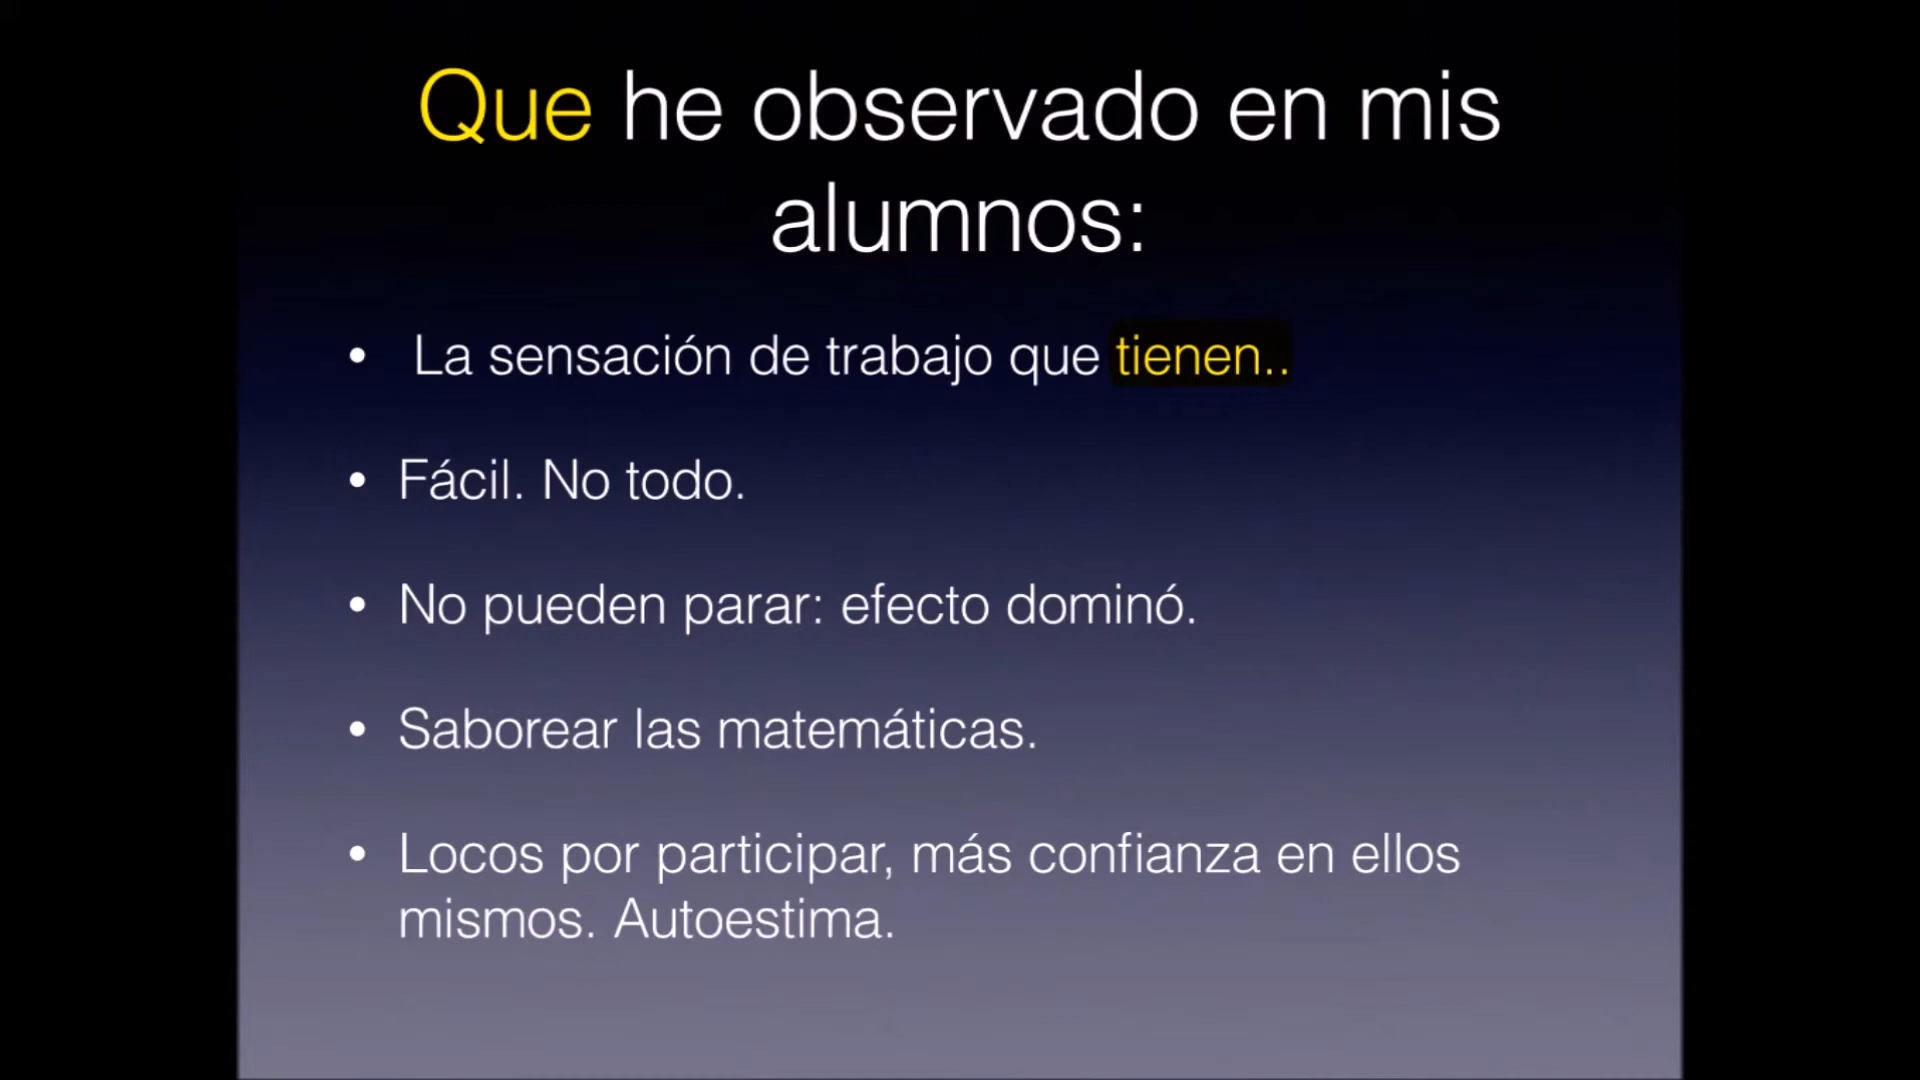 Que he observado en mis
alumnos:
• La sensación de trabajo que tienen..
• Fácil. No todo.
• No pueden parar: efecto dominó.
• Saborear las matemáticas.
• Locos por participar, más confianza en ellos
mismos. Autoestima.